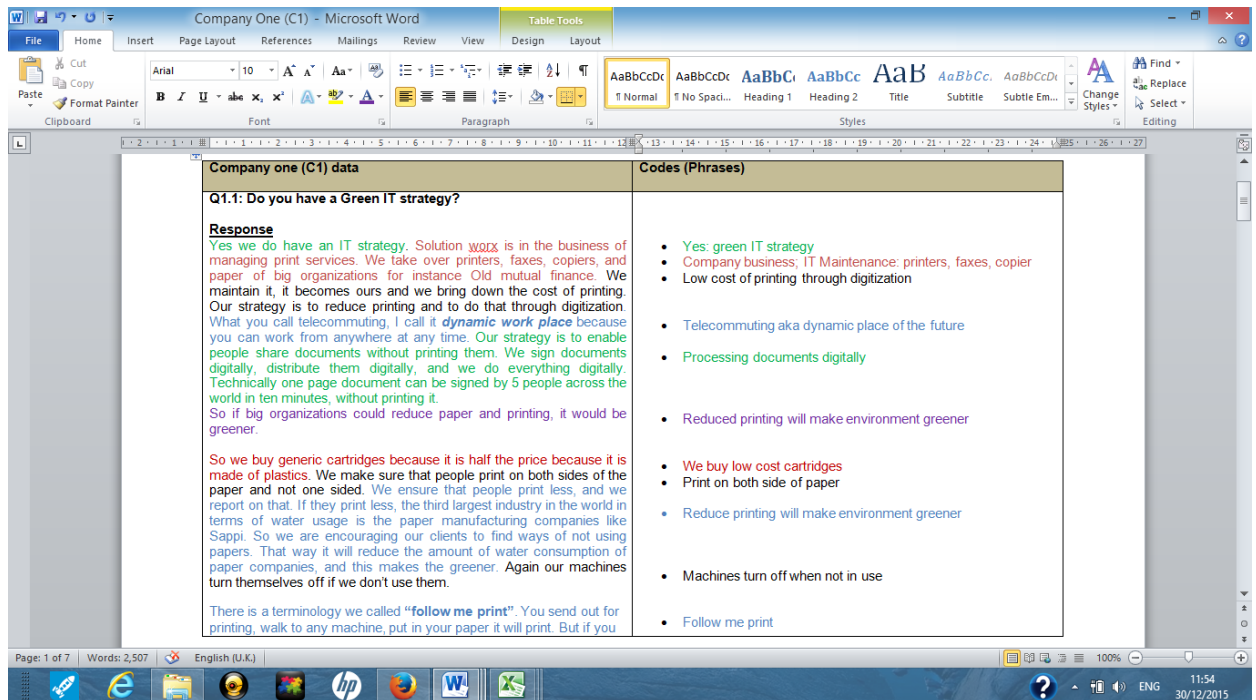 Company One (C1) - Microsoft Word
Table Tools
File Home Insert Page Layout References Mailings Review View Design Layout
Paste
Cut
Copy
Format Painter
Clipboard
Arial 10
Font
Paragraph
AaBbCcDc AaBbCcDc AaBbC AaBbCc AaB AaBbCc. AaBbCcDc
¶ Normal ¶ No Spaci... Heading 1 Heading 2 Title Subtitle Subtle Em...
Change Styles
Styles
Find
Replace
Select
Editing
Company one (C1) data
Codes (Phrases)
Q1.1: Do you have a Green IT strategy?
Response
Yes we do have an IT strategy. Solution worx is in the business of
managing print services. We take over printers, faxes, copiers, and
paper of big organizations for instance Old mutual finance. We
maintain it, it becomes ours and we bring down the cost of printing.
Our strategy is to reduce printing and to do that through digitization.
What you call telecommuting, I call it dynamic work place because
you can work from anywhere at any time. Our strategy is to enable
people share documents without printing them. We sign documents
digitally, distribute them digitally, and we do everything digitally.
Technically one page document can be signed by 5 people across the
world in ten minutes, without printing it.
So if big organizations could reduce paper and printing, it would be
greener.
So we buy generic cartridges because it is half the price because it is
made of plastics. We make sure that people print on both sides of the
paper and not one sided. We ensure that people print less, and we
report on that. If they print less, the third largest industry in the world in
terms of water usage is the paper manufacturing companies like
Sappi. So we are encouraging our clients to find ways of not using
papers. That way it will reduce the amount of water consumption of
paper companies, and this makes the greener. Again our machines
turn themselves off if we don't use them.
There is a terminology we called "follow me print". You send out for
printing, walk to any machine, put in your paper it will print. But if you
• Yes: green IT strategy
• Company business; IT Maintenance: printers, faxes, copier
• Low cost of printing through digitization
• Telecommuting aka dynamic place of the future
• Processing documents digitally
• Reduced printing will make environment greener
• We buy low cost cartridges
• Print on both side of paper
• Reduce printing will make environment greener
• Machines turn off when not in use
• Follow me print
Page: 1 of 7 Words: 2,507 English (U.K.) 100%
ENG
11:54
30/12/2015